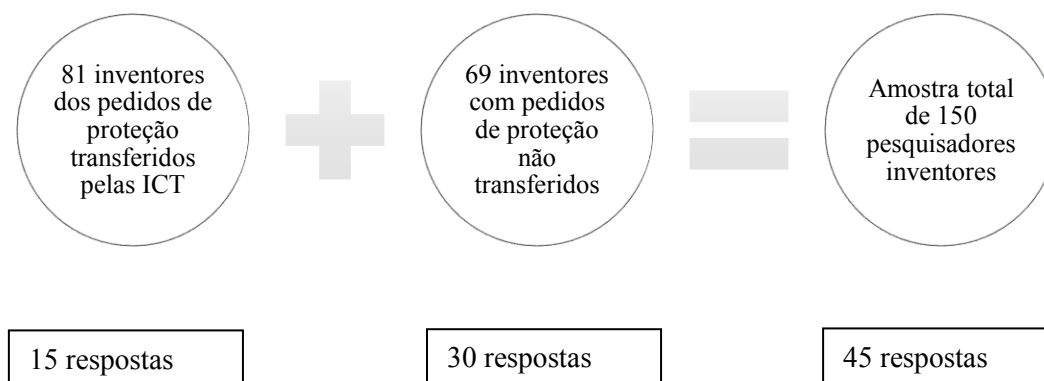 81 inventores
dos pedidos de
proteção
transferidos
pelas ICT
69 inventores
com pedidos
de proteção
não
transferidos
Amostra total
de 150
pesquisadores
inventores
15 respostas
30 respostas
45 respostas